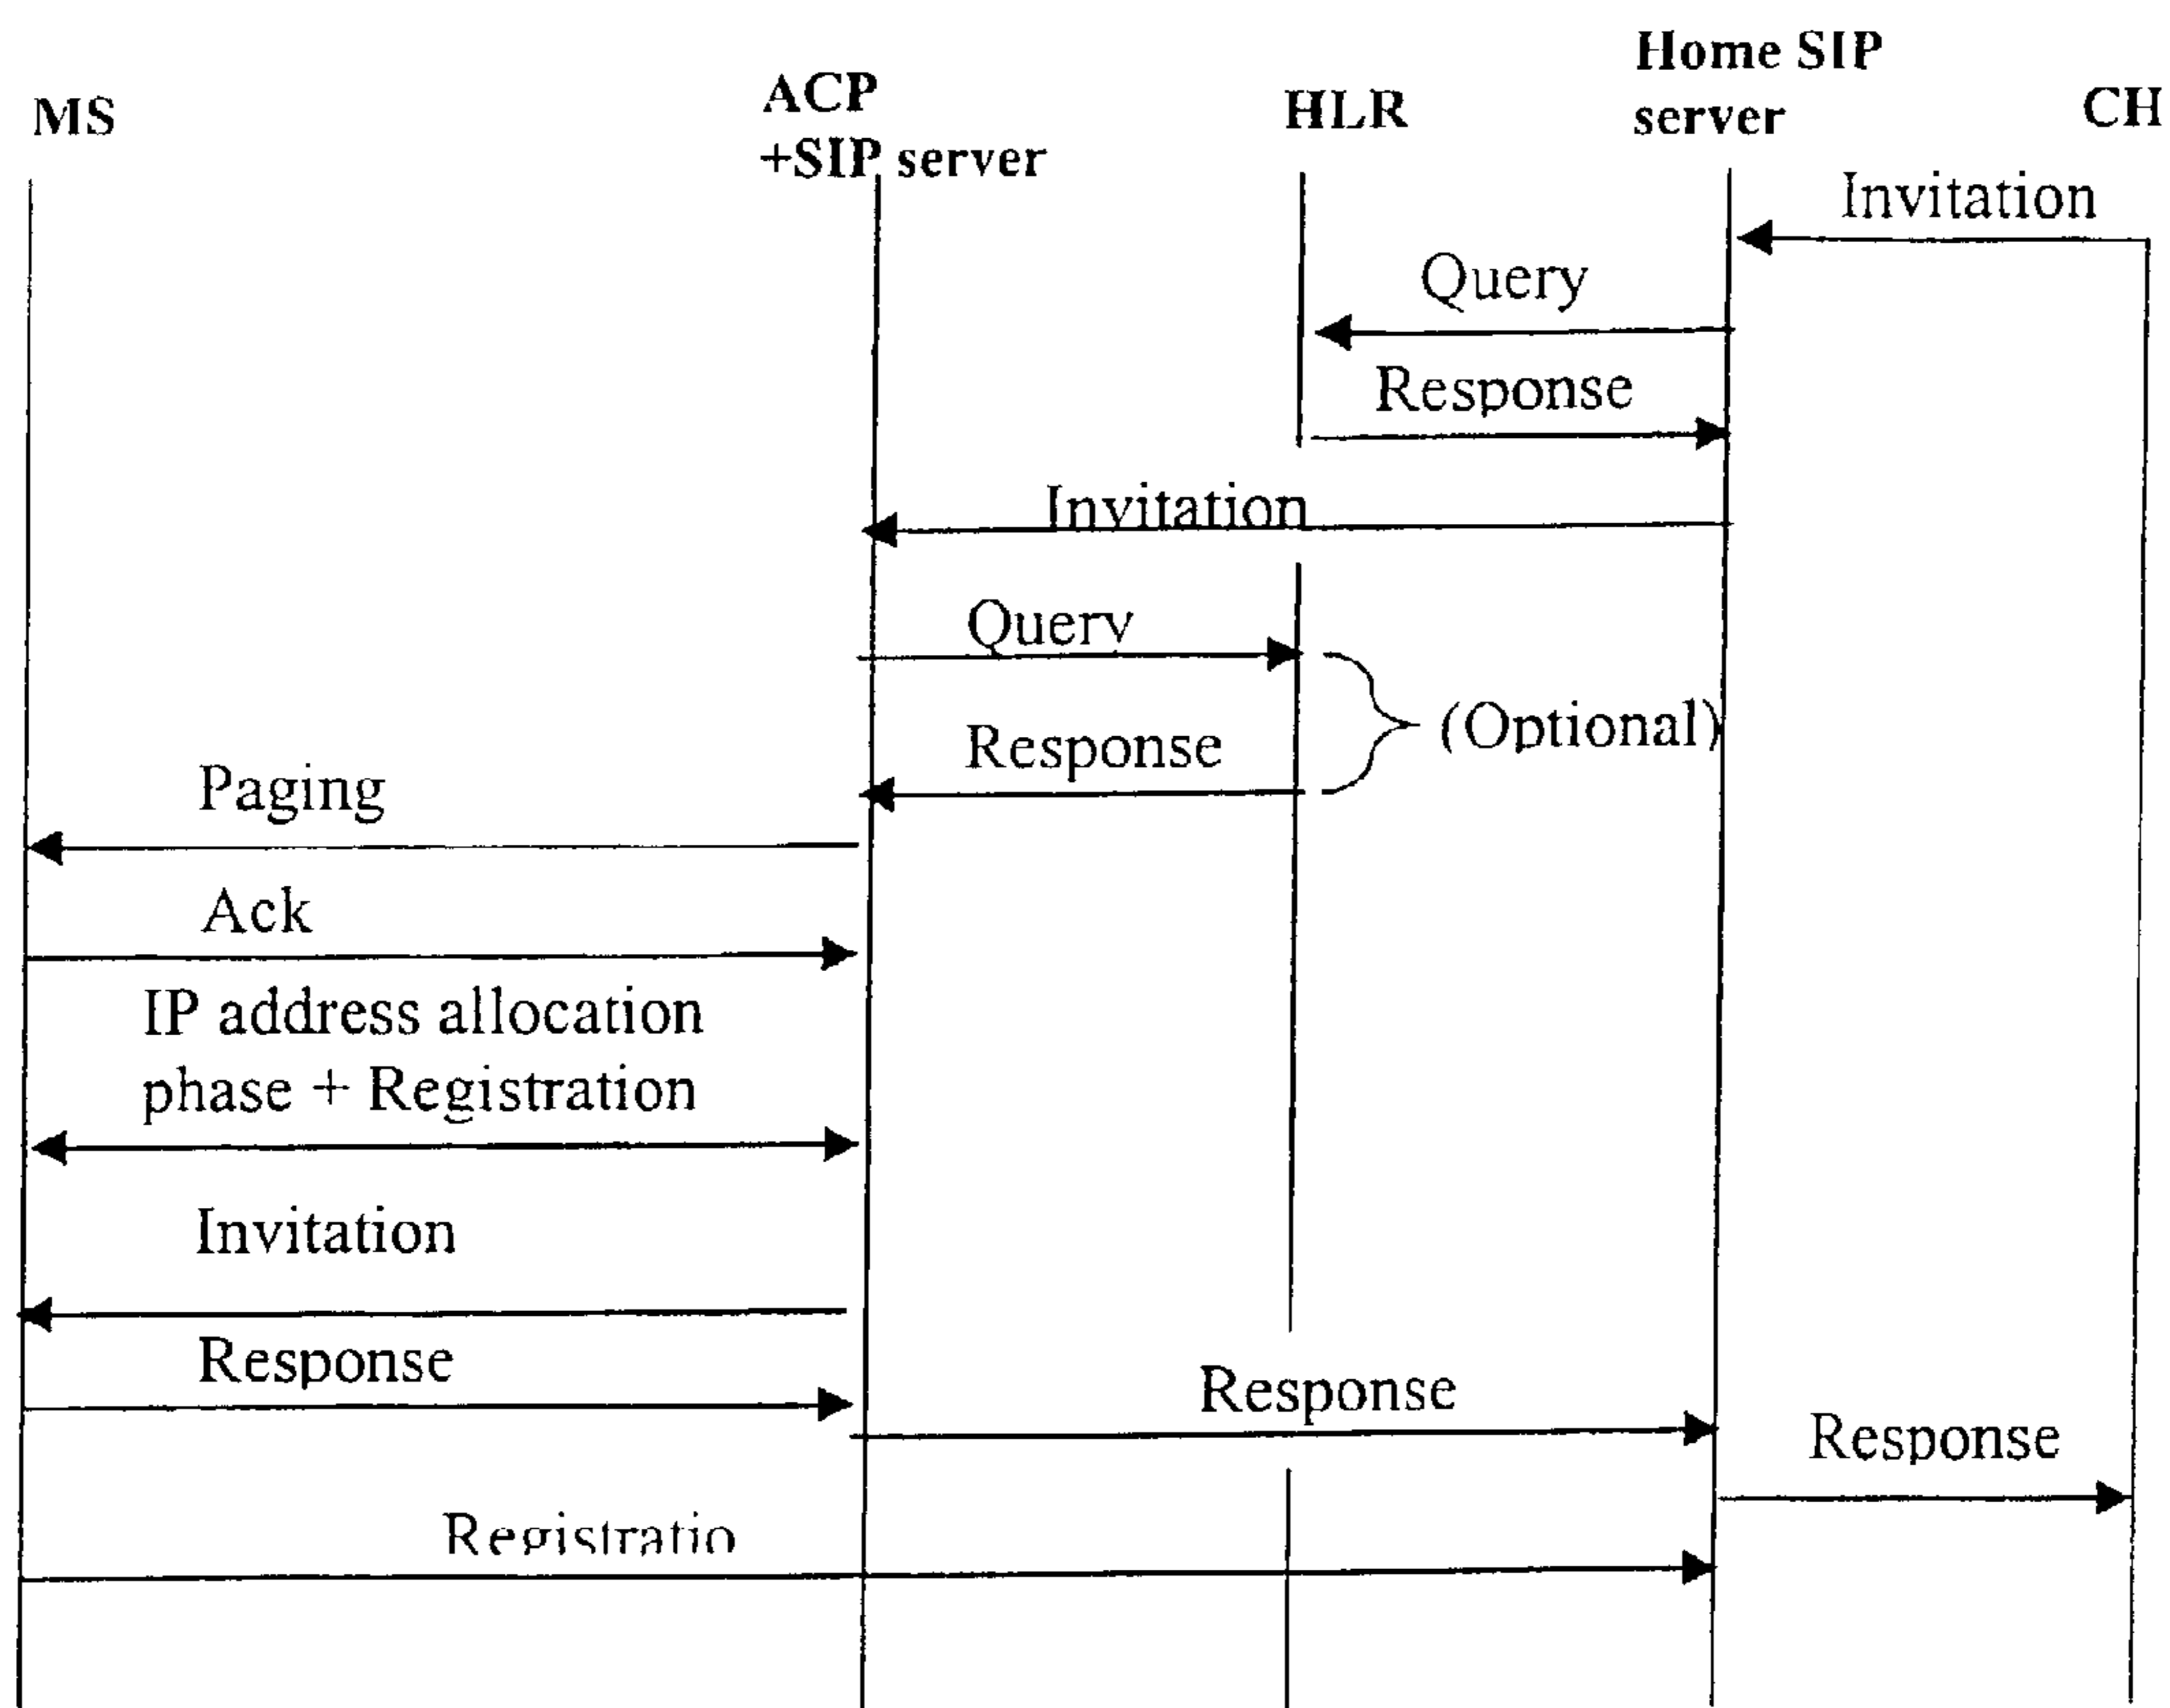 MS
ACP
+SIP server
HLR
Home SIP
server
CH
Invitation
Query
Response
Invitation
Query
Response
(Optional)
Paging
Ack
IP address allocation
phase + Registration
Invitation
Response
Response
Response
Registratio